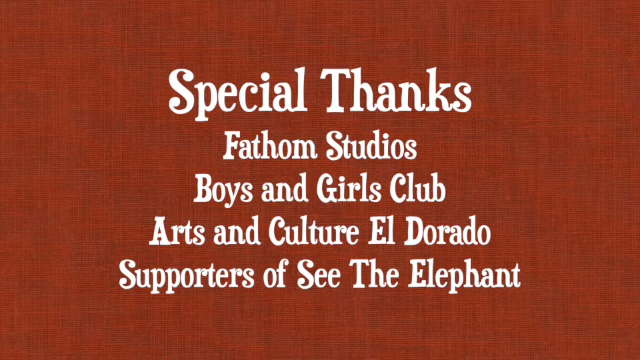 Special Thanks
Fathom Studios
Boys and Girls Club
Arts and Culture El Dorado
Supporters of See The Elephant